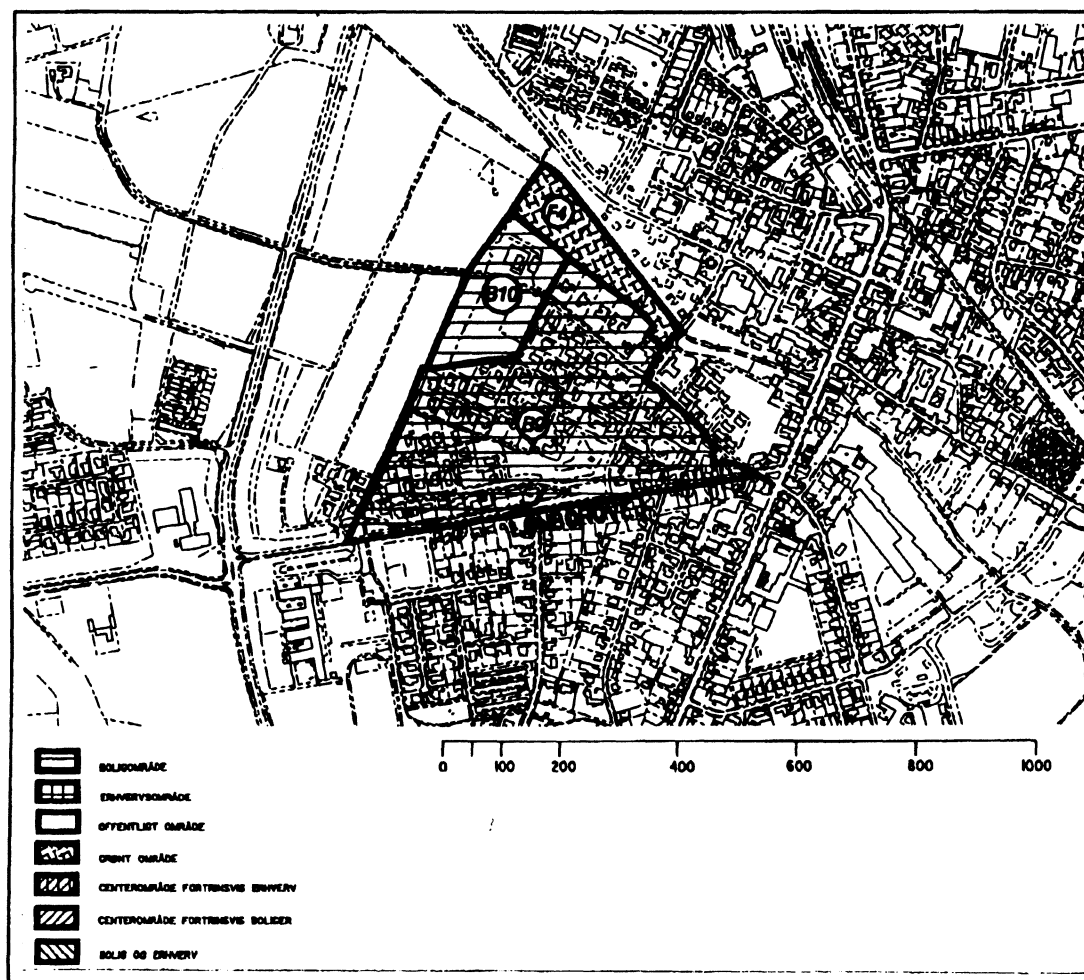 F4
B10
B9
BOLIGOMRÅDE
ERHVERVSOMRÅDE
OFFENTLIGT OMRÅDE
GRØNT OMRÅDE
CENTEROMRÅDE FORTRINSVIS ERHVERV
CENTEROMRÅDE FORTRINSVIS BOLIGER
BOLIG OG ERHVERV
0 100 200 400 600 800 1000